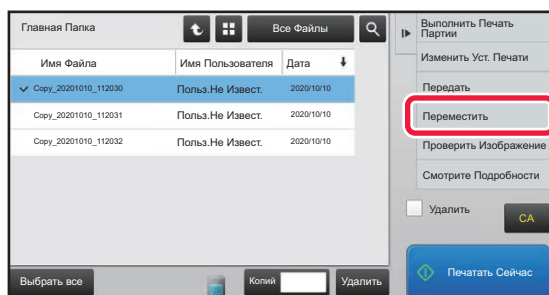 Главная Папка
Все Файлы
Имя Файла Имя Пользователя Дата
Copy_20201010_112030 Польз.Не Извест. 2020/10/10
Copy_20201010_112031 Польз.Не Извест. 2020/10/10
Copy_20201010_112032 Польз.Не Извест. 2020/10/10
Выбрать все
Копий
Удалить
Выполнить Печать
Партии
Изменить Уст. Печати
Передать
Переместить
Проверить Изображение
Смотрите Подробности
Удалить
CA
Печатать Сейчас